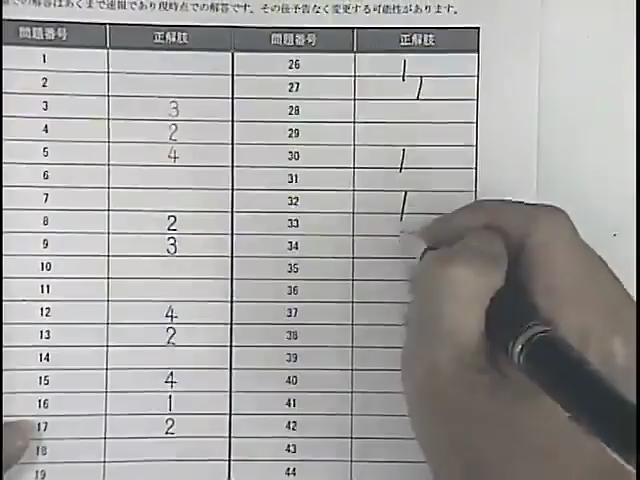 での解答はあくまで速報であり現時点での解答です。その後予告なく変更する可能性があります。
問題番号 正解肢 問題番号 正解肢
1 26 1
2 27 1
3 3 28
4 2 29
5 4 30 1
6 31
7 32 1
8 2 33
9 3 34
10 35
11 36
12 4 37
13 2 38
14 39
15 4 40
16 1 41
17 2 42
18 43
19 44